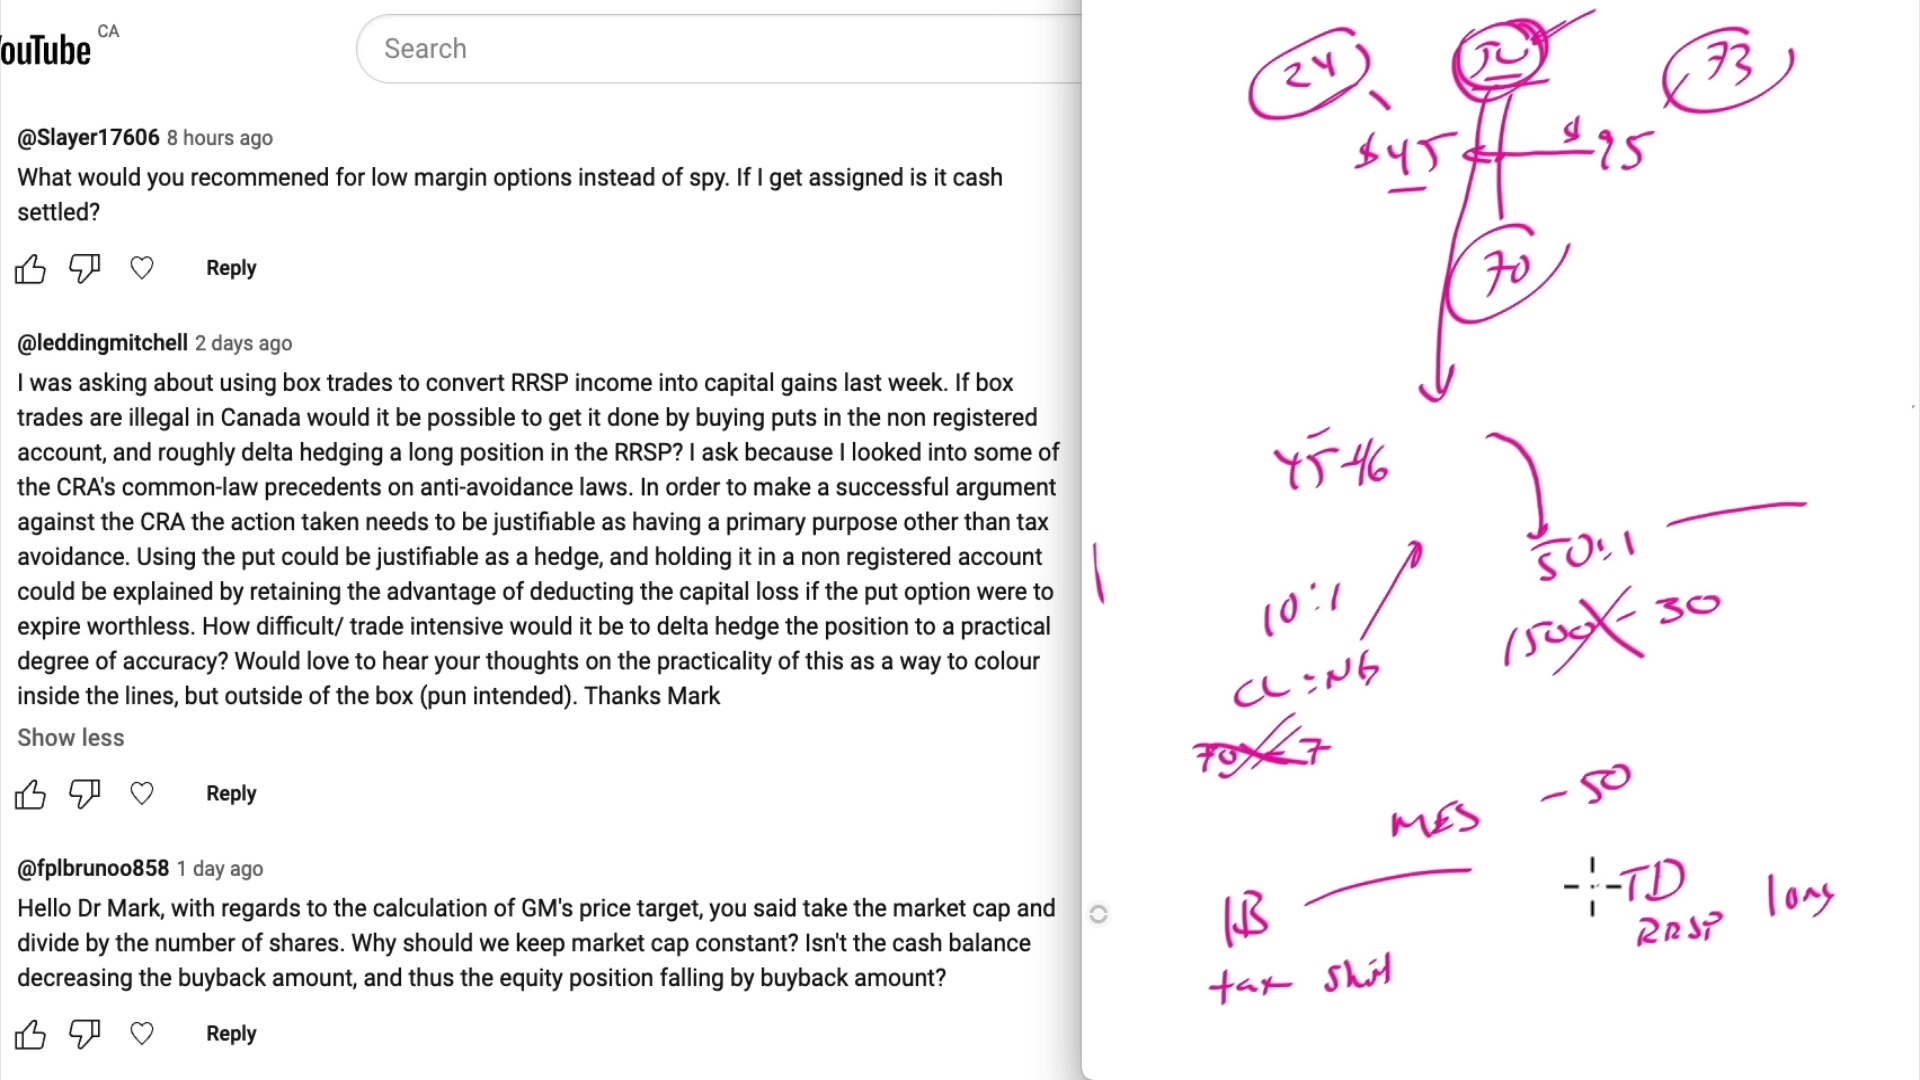 ouTube CA
Search
@Slayer17606 8 hours ago
What would you recommened for low margin options instead of spy. If I get assigned is it cash
settled?
Reply
@leddingmitchell 2 days ago
I was asking about using box trades to convert RRSP income into capital gains last week. If box
trades are illegal in Canada would it be possible to get it done by buying puts in the non registered
account, and roughly delta hedging a long position in the RRSP? I ask because I looked into some of
the CRA's common-law precedents on anti-avoidance laws. In order to make a successful argument
against the CRA the action taken needs to be justifiable as having a primary purpose other than tax
avoidance. Using the put could be justifiable as a hedge, and holding it in a non registered account
could be explained by retaining the advantage of deducting the capital loss if the put option were to
expire worthless. How difficult/ trade intensive would it be to delta hedge the position to a practical
degree of accuracy? Would love to hear your thoughts on the practicality of this as a way to colour
inside the lines, but outside of the box (pun intended). Thanks Mark
Show less
Reply
@fplbrunoo858 1 day ago
Hello Dr Mark, with regards to the calculation of GM's price target, you said take the market cap and
divide by the number of shares. Why should we keep market cap constant? Isn't the cash balance
decreasing the buyback amount, and thus the equity position falling by buyback amount?
Reply
24
73
$45
70
45-46
50:1
10:1
1500 - 30
70 7
MES - 50
IB
TD long
RRSP
tax